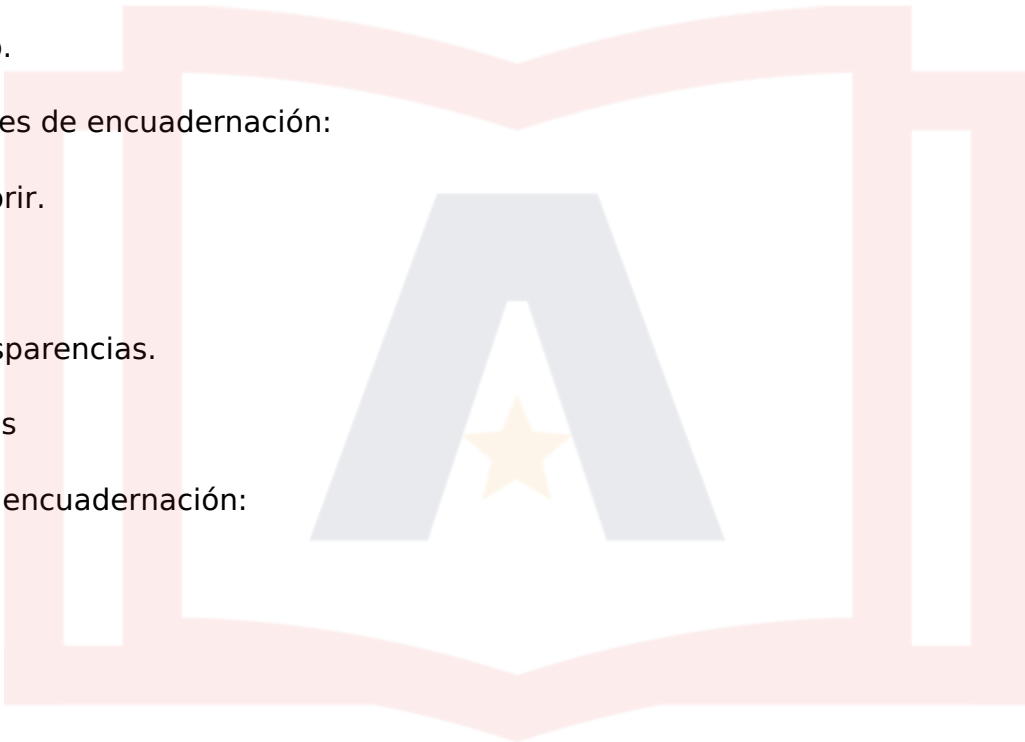 .
es de encuadernación:
rir.
sparencias.
s
encuadernación: